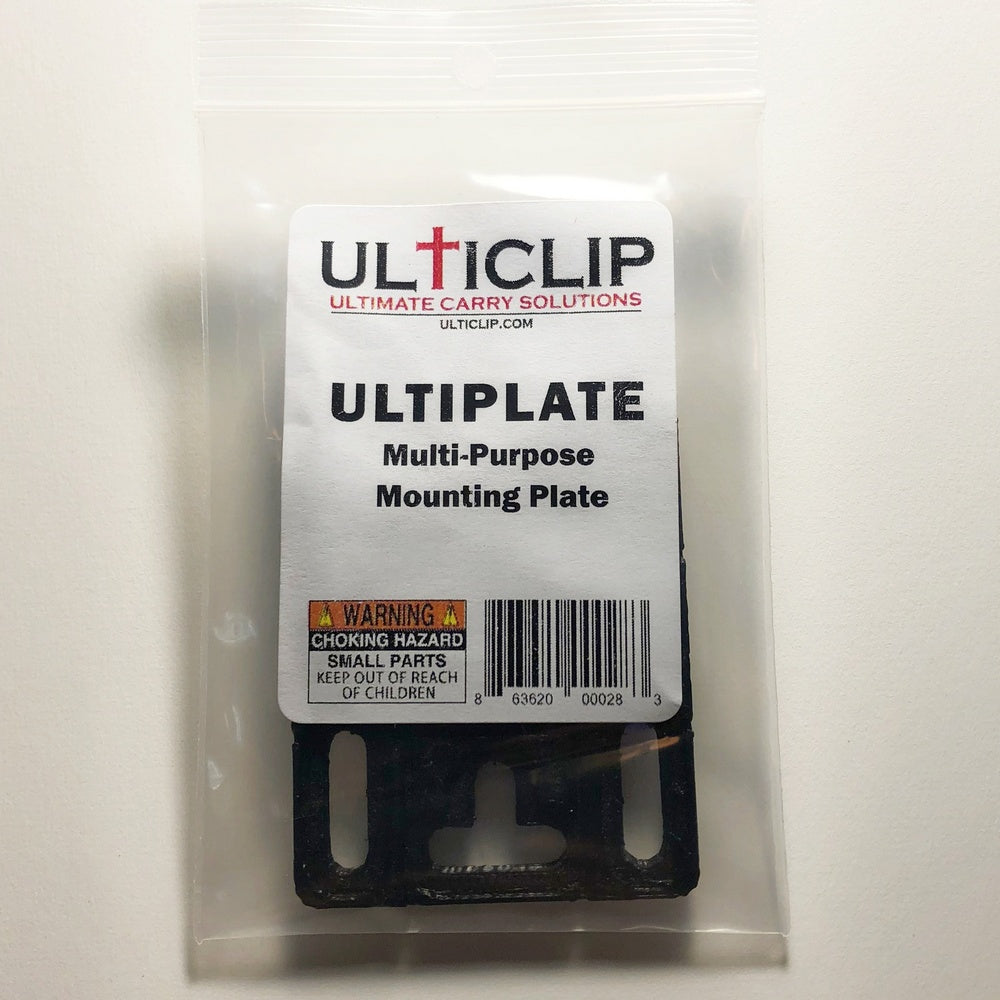 ULTICLIP
ULTIMATE CARRY SOLUTIONS
ULTICLIP.COM
ULTIPLATE
Multi-Purpose
Mounting Plate
WARNING
CHOKING HAZARD
SMALL PARTS
KEEP OUT OF REACH
OF CHILDREN
8 63620 00028 3